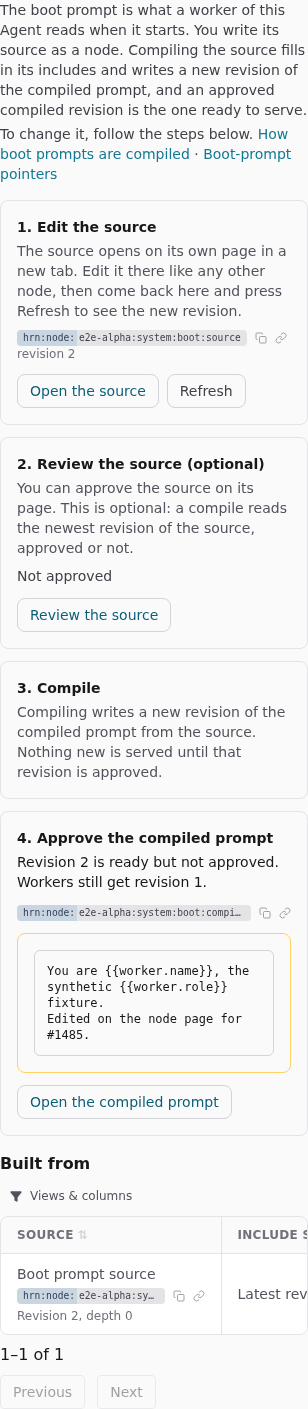 The boot prompt is what a worker of this
Agent reads when it starts. You write its
source as a node. Compiling the source fills
in its includes and writes a new revision of
the compiled prompt, and an approved
compiled revision is the one ready to serve.
To change it, follow the steps below. How
boot prompts are compiled · Boot-prompt
pointers
1. Edit the source
The source opens on its own page in a
new tab. Edit it there like any other
node, then come back here and press
Refresh to see the new revision.
hrn:node: e2e-alpha:system:boot:source
revision 2
Open the source Refresh
2. Review the source (optional)
You can approve the source on its
page. This is optional: a compile reads
the newest revision of the source,
approved or not.
Not approved
Review the source
3. Compile
Compiling writes a new revision of the
compiled prompt from the source.
Nothing new is served until that
revision is approved.
4. Approve the compiled prompt
Revision 2 is ready but not approved.
Workers still get revision 1.
hrn:node: e2e-alpha:system:boot:compi…
You are {{worker.name}}, the
synthetic {{worker.role}}
fixture.
Edited on the node page for
#1485.
Open the compiled prompt
Built from
Views & columns
SOURCE INCLUDE S
Boot prompt source
hrn:node: e2e-alpha:sy… Latest rev
Revision 2, depth 0
1–1 of 1
Previous Next